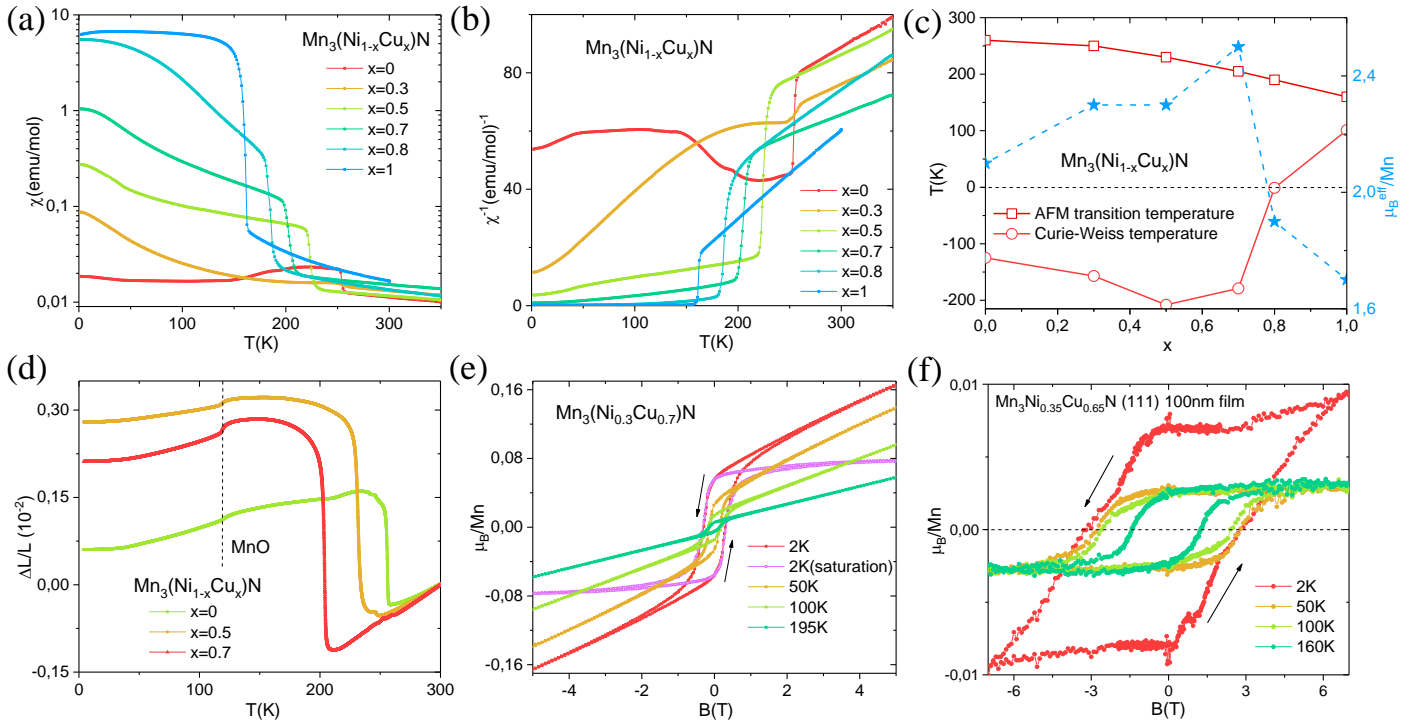 (a)
Mn3(Ni1-xCux)N
x=0
x=0.3
x=0.5
x=0.7
x=0.8
x=1
10
1
0,1
0,01
χ(emu/mol)
0
100
200
300
T(K)
(b)
Mn3(Ni1-xCux)N
x=0
x=0.3
x=0.5
x=0.7
x=0.8
x=1
80
40
0
χ-1(emu/mol)-1
0
100
200
300
T(K)
(c)
300
250
200
150
100
50
0
-50
-100
-150
-200
T(K)
Mn3(Ni1-xCux)N
AFM transition temperature
Curie-Weiss temperature
2,4
2,0
1,6
μBeff/Mn
0,0
0,2
0,4
0,6
0,8
1,0
x
(d)
0,30
0,15
0,00
-0,15
ΔL/L (10-2)
MnO
Mn3(Ni1-xCux)N
x=0
x=0.5
x=0.7
0
100
200
300
T(K)
(e)
0,16
0,08
0,00
-0,08
-0,16
μB/Mn
Mn3(Ni0.3Cu0.7)N
2K
2K(saturation)
50K
100K
195K
-4
-2
0
2
4
B(T)
(f)
0,01
0,00
-0,01
μB/Mn
Mn3Ni0.35Cu0.65N (111) 100nm film
2K
50K
100K
160K
-6
-3
0
3
6
B(T)